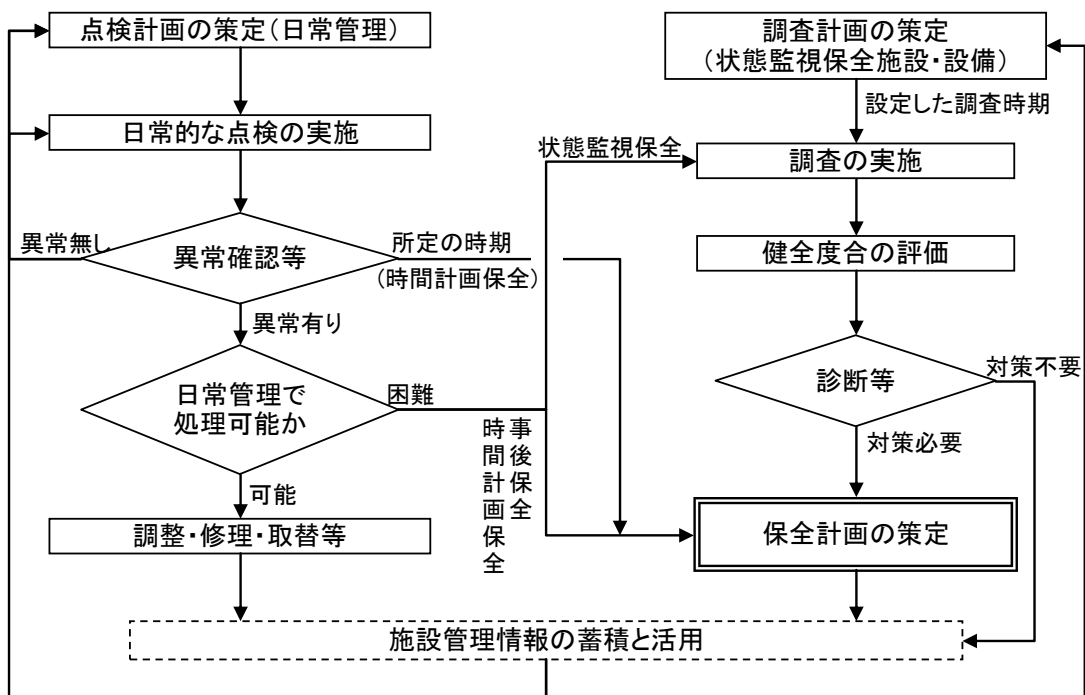 点検計画の策定(日常管理)
日常的な点検の実施
異常無し
異常確認等
所定の時期
(時間計画保全)
異常有り
日常管理で
処理可能か
困難
可能
調整・修理・取替等
状態監視保全
事後保全
時間計画保全
調査計画の策定
(状態監視保全施設・設備)
設定した調査時期
調査の実施
健全度合の評価
診断等
対策不要
対策必要
保全計画の策定
施設管理情報の蓄積と活用